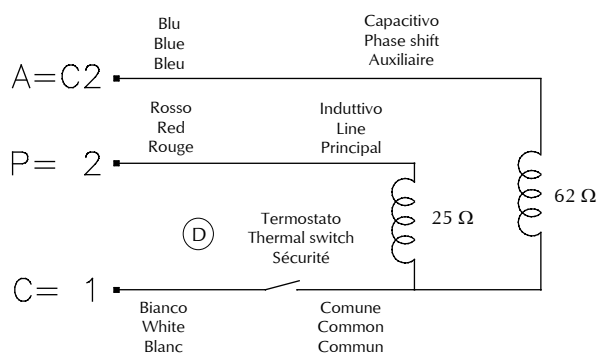 Blu
Blue
Bleu
Capacitivo
Phase shift
Auxiliaire
A=C2
Rosso
Red
Rouge
Induttivo
Line
Principal
P= 2
25 Ω
62 Ω
D
Termostato
Thermal switch
Sécurité
C= 1
Bianco
White
Blanc
Comune
Common
Commun